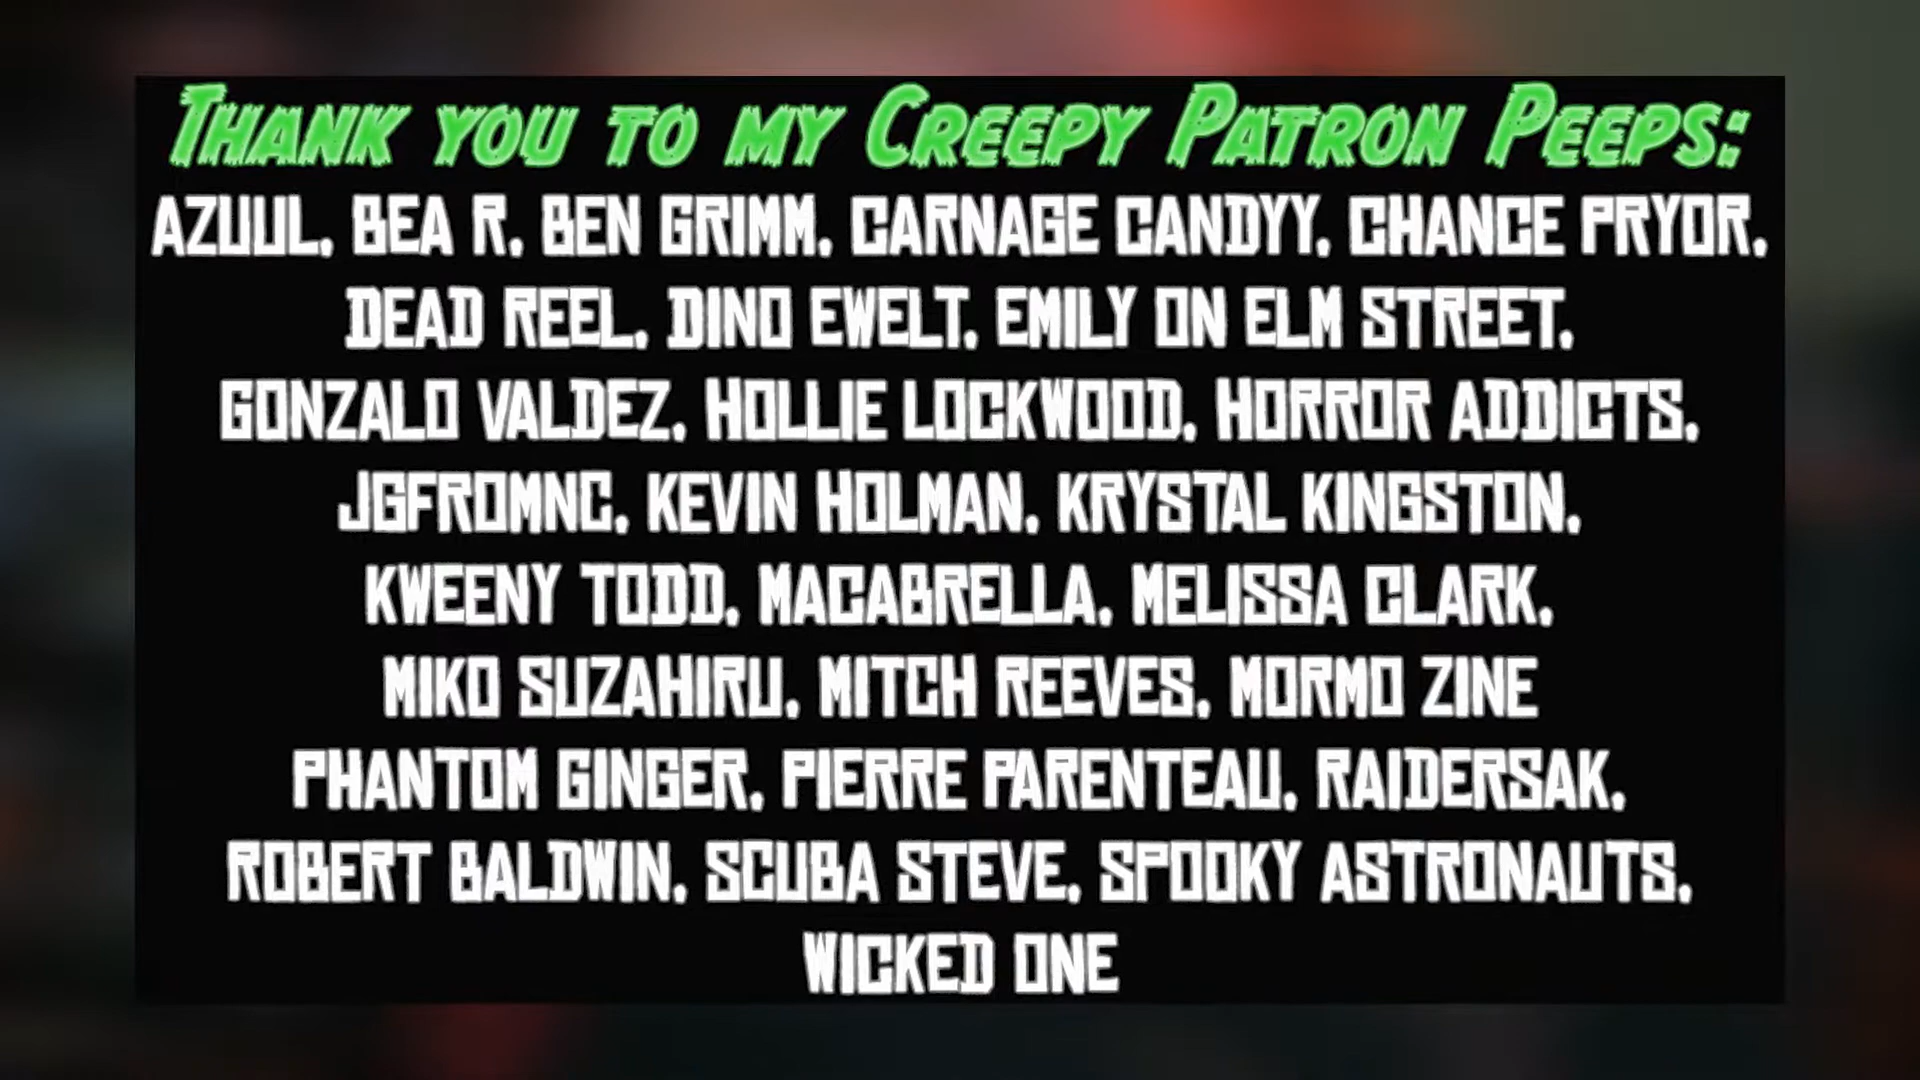 Thank you to my Creepy Patron Peeps:
AZUUL, BEA R, BEN GRIMM, CARNAGE CANDYY, CHANCE PRYOR,
DEAD REEL, DINO EWELT, EMILY ON ELM STREET,
GONZALO VALDEZ, HOLLIE LOCKWOOD, HORROR ADDICTS,
JGFROMNC, KEVIN HOLMAN, KRYSTAL KINGSTON,
KWEENY TODD, MACABRELLA, MELISSA CLARK,
MIKO SUZAHIRU, MITCH REEVES, MORMO ZINE
PHANTOM GINGER, PIERRE PARENTEAU, RAIDERSAK,
ROBERT BALDWIN, SCUBA STEVE, SPOOKY ASTRONAUTS,
WICKED ONE